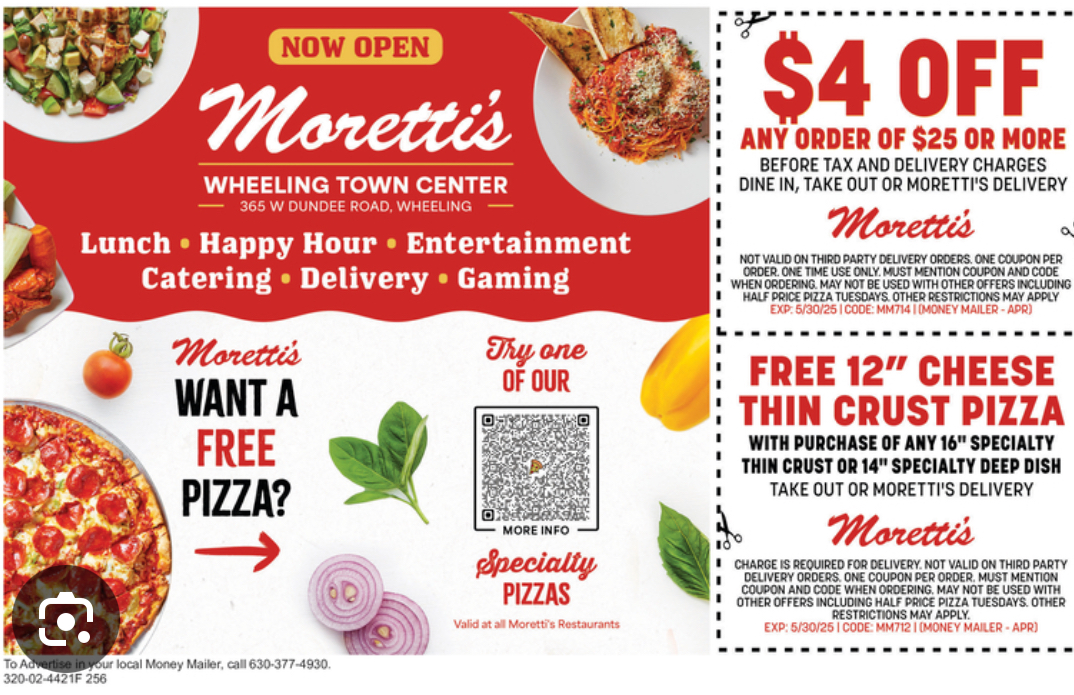 NOW OPEN
Moretti's
WHEELING TOWN CENTER
365 W DUNDEE ROAD, WHEELING
Lunch • Happy Hour • Entertainment
Catering • Delivery • Gaming
Moretti's
WANT A
FREE
PIZZA?
Try one
OF OUR
MORE INFO
Specialty
PIZZAS
Valid at all Moretti's Restaurants
$4 OFF
ANY ORDER OF $25 OR MORE
BEFORE TAX AND DELIVERY CHARGES
DINE IN, TAKE OUT OR MORETTI'S DELIVERY
Moretti's
NOT VALID ON THIRD PARTY DELIVERY ORDERS. ONE COUPON PER
ORDER. ONE TIME USE ONLY. MUST MENTION COUPON AND CODE
WHEN ORDERING. MAY NOT BE USED WITH OTHER OFFERS INCLUDING
HALF PRICE PIZZA TUESDAYS. OTHER RESTRICTIONS MAY APPLY
EXP: 5/30/25 | CODE: MM714 | (MONEY MAILER - APR)
FREE 12" CHEESE
THIN CRUST PIZZA
WITH PURCHASE OF ANY 16" SPECIALTY
THIN CRUST OR 14" SPECIALTY DEEP DISH
TAKE OUT OR MORETTI'S DELIVERY
Moretti's
CHARGE IS REQUIRED FOR DELIVERY. NOT VALID ON THIRD PARTY
DELIVERY ORDERS. ONE COUPON PER ORDER. MUST MENTION
COUPON AND CODE WHEN ORDERING. MAY NOT BE USED WITH
OTHER OFFERS INCLUDING HALF PRICE PIZZA TUESDAYS. OTHER
RESTRICTIONS MAY APPLY.
EXP: 5/30/25 | CODE: MM712 | (MONEY MAILER - APR)
To Advertise in your local Money Mailer, call 630-377-4930.
320-02-4421F 256